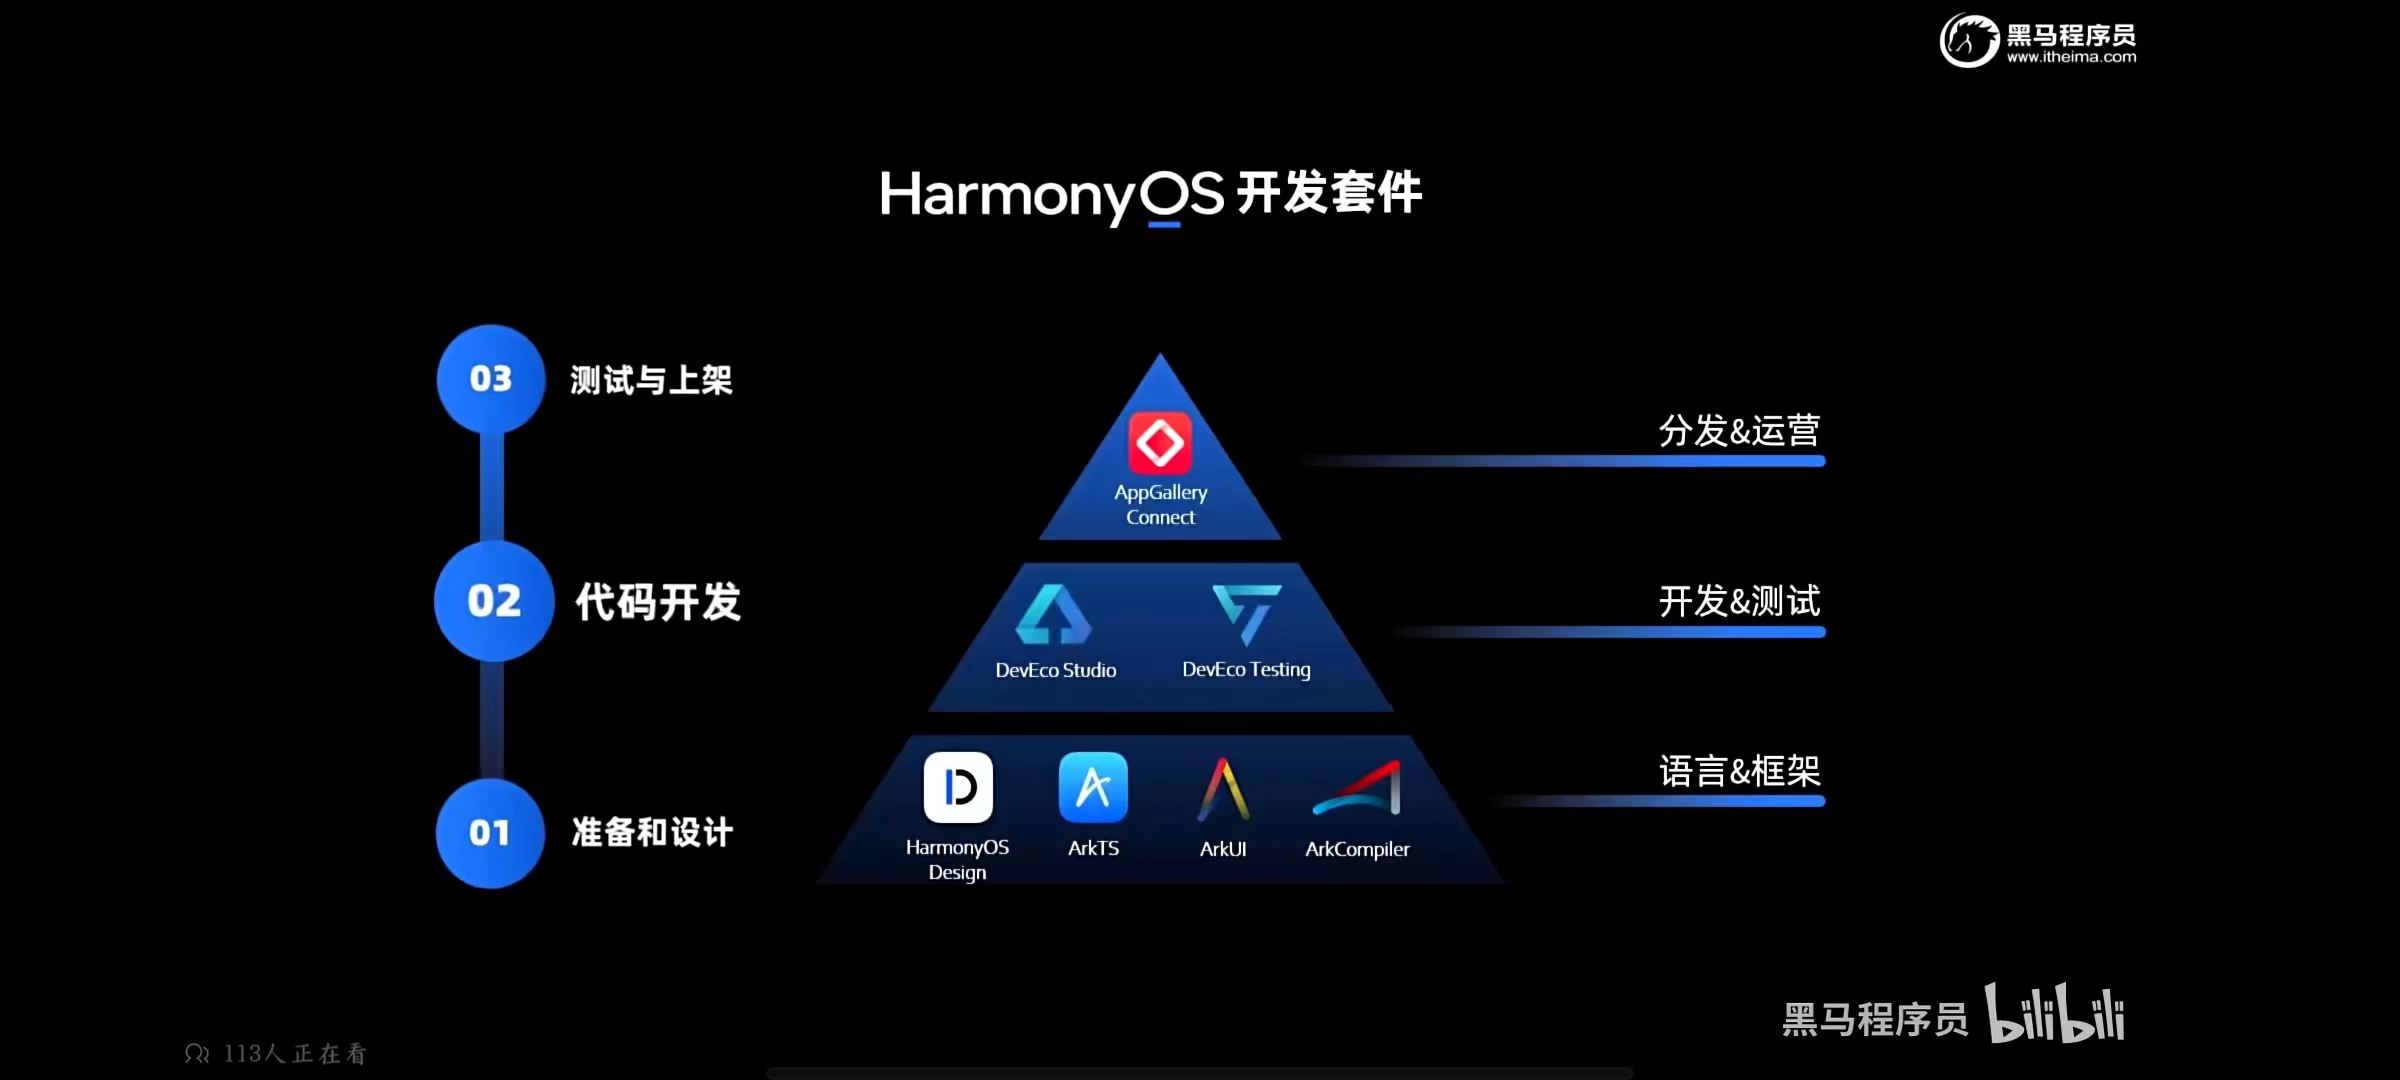 黑马程序员
www.itheima.com
HarmonyOS 开发套件
03 测试与上架
02 代码开发
01 准备和设计
AppGallery
Connect
DevEco Studio
DevEco Testing
HarmonyOS
Design
ArkTS
ArkUI
ArkCompiler
分发&运营
开发&测试
语言&框架
黑马程序员 bilibili
113人正在看